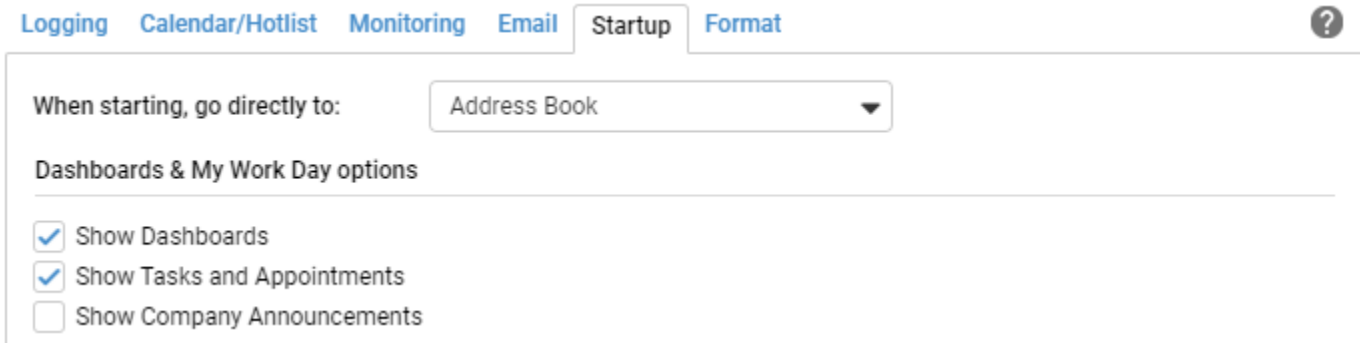 Logging Calendar/Hotlist Monitoring Email Startup Format ?
When starting, go directly to: Address Book
Dashboards & My Work Day options
Show Dashboards
Show Tasks and Appointments
Show Company Announcements